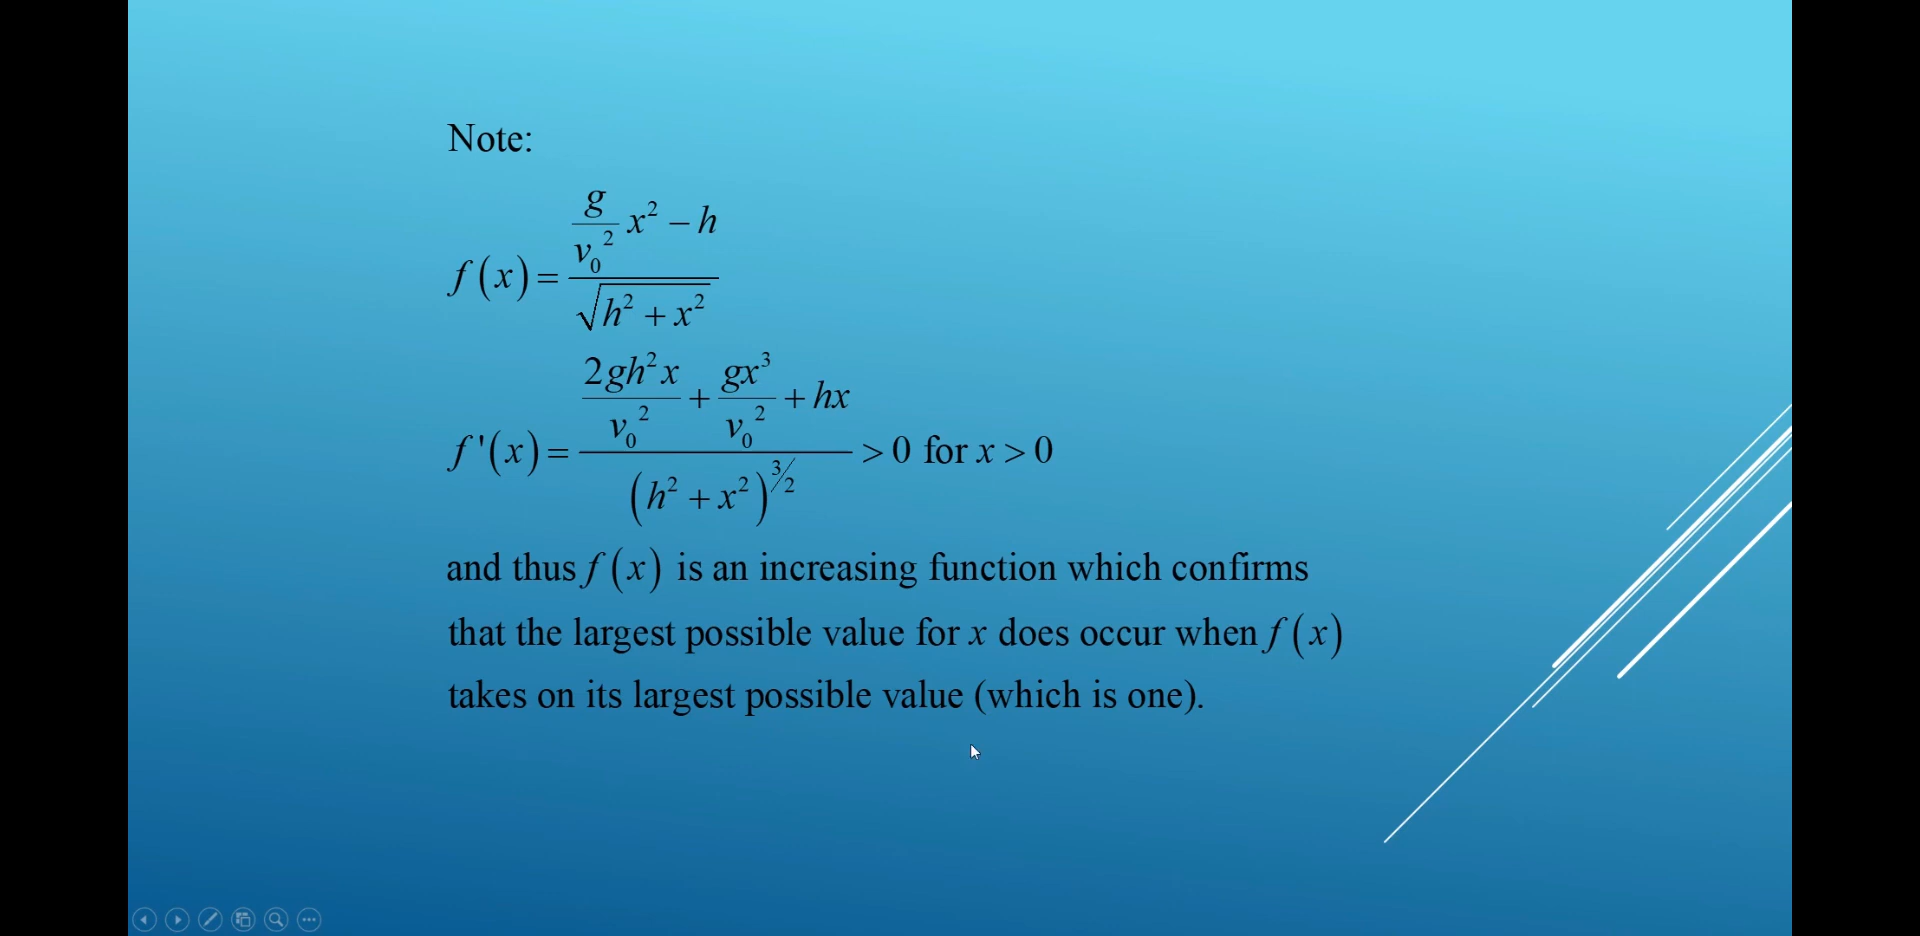 Note:
f(x) = (g/v₀² x² − h) / √(h² + x²)
f'(x) = (2gh²x/v₀² + gx³/v₀² + hx) / (h² + x²)^(3/2) > 0 for x > 0
and thus f(x) is an increasing function which confirms
that the largest possible value for x does occur when f(x)
takes on its largest possible value (which is one).